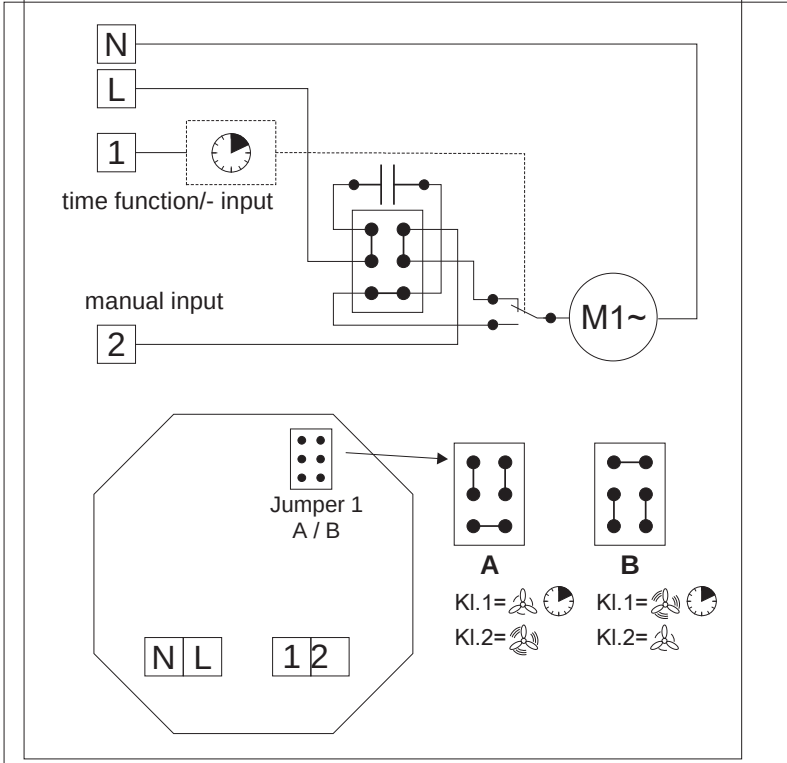 N
L
1
time function/- input
manual input
2
M1~
Jumper 1
A / B
A
B
Kl.1=
Kl.1=
Kl.2=
Kl.2=
N L
1 2